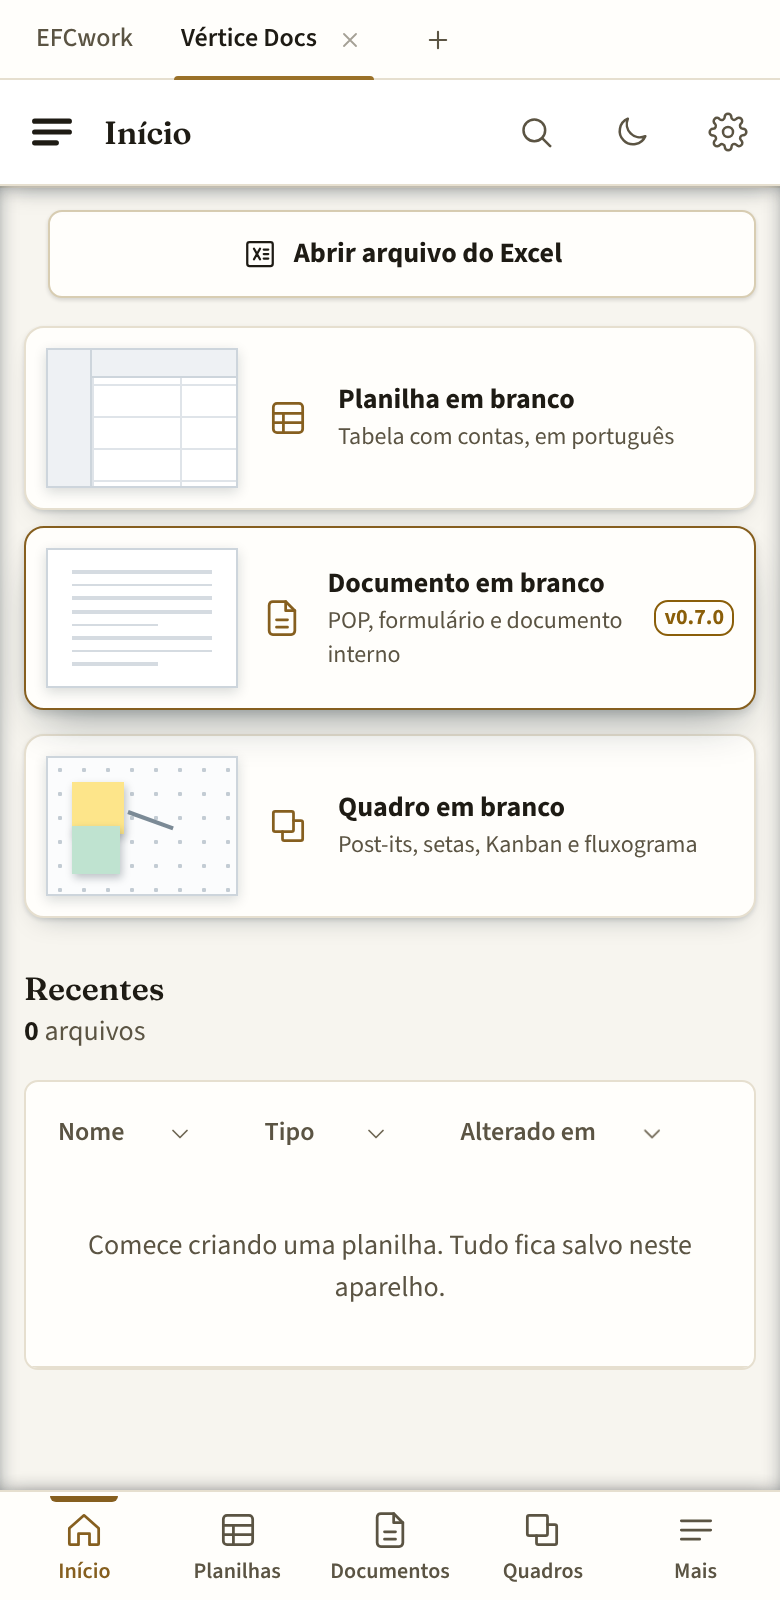 EFCwork
Vértice Docs
Início
Abrir arquivo do Excel
Planilha em branco
Tabela com contas, em português
Documento em branco
POP, formulário e documento
interno
v0.7.0
Quadro em branco
Post-its, setas, Kanban e fluxograma
Recentes
0 arquivos
Nome
Tipo
Alterado em
Comece criando uma planilha. Tudo fica salvo neste
aparelho.
Início
Planilhas
Documentos
Quadros
Mais